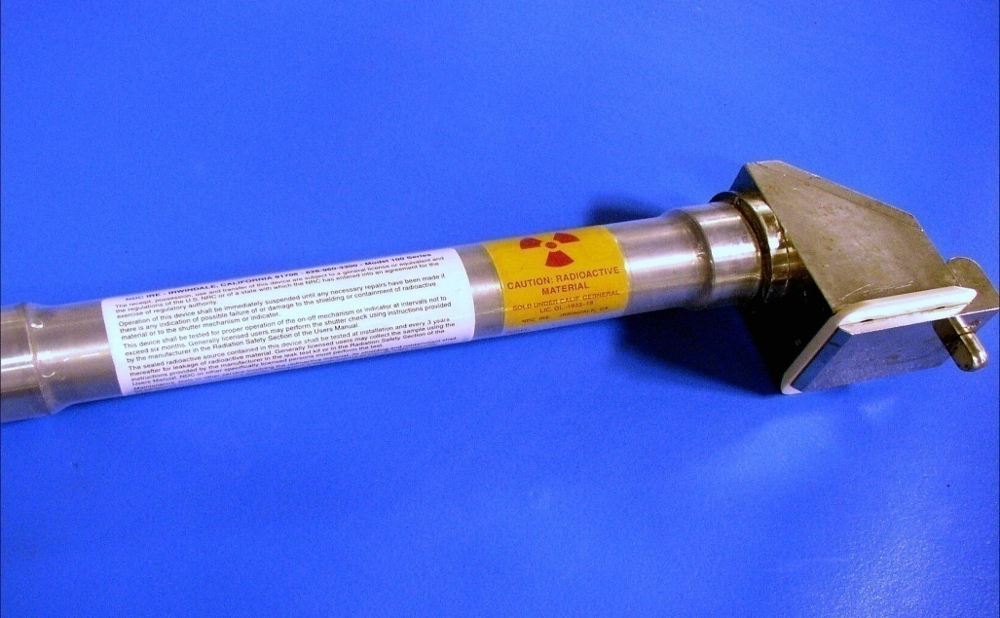 NDC IRE - IRWINDALE, CALIFORNIA 91706 - 626-960-3300 - Model 100 Series
The receipt, possession, use and transfer of this device are subject to a general license or equivalent and
regulations of the U.S. NRC or of a state with which the NRC has entered into an agreement for the
exercise of regulatory authority.
Operation of this device shall be immediately suspended until any necessary repairs have been made if
there is any indication of possible failure of or damage to the shielding or containment of radioactive
material or to the shutter mechanism or indicator.
This device shall be tested for proper operation of the on-off mechanism or indicator at intervals not to
exceed six months. Generally licensed users may perform the shutter check using instructions provided
by the manufacturer in the Radiation Safety Section of the Users Manual.
The sealed radioactive source contained in this device shall be tested at installation and every 3 years
thereafter for leakage of radioactive material. Generally licensed users may collect the sample using the
instructions provided by the manufacturer in the leak test kit or in the Radiation Safety Section of the
Users Manual. NDC or other specifically licensed persons must perform the
CAUTION: RADIOACTIVE
MATERIAL
SOLD UNDER CALIF. GERNERAL
LIC. GL-1933-19
NDC INC. IRWINDALE, CA